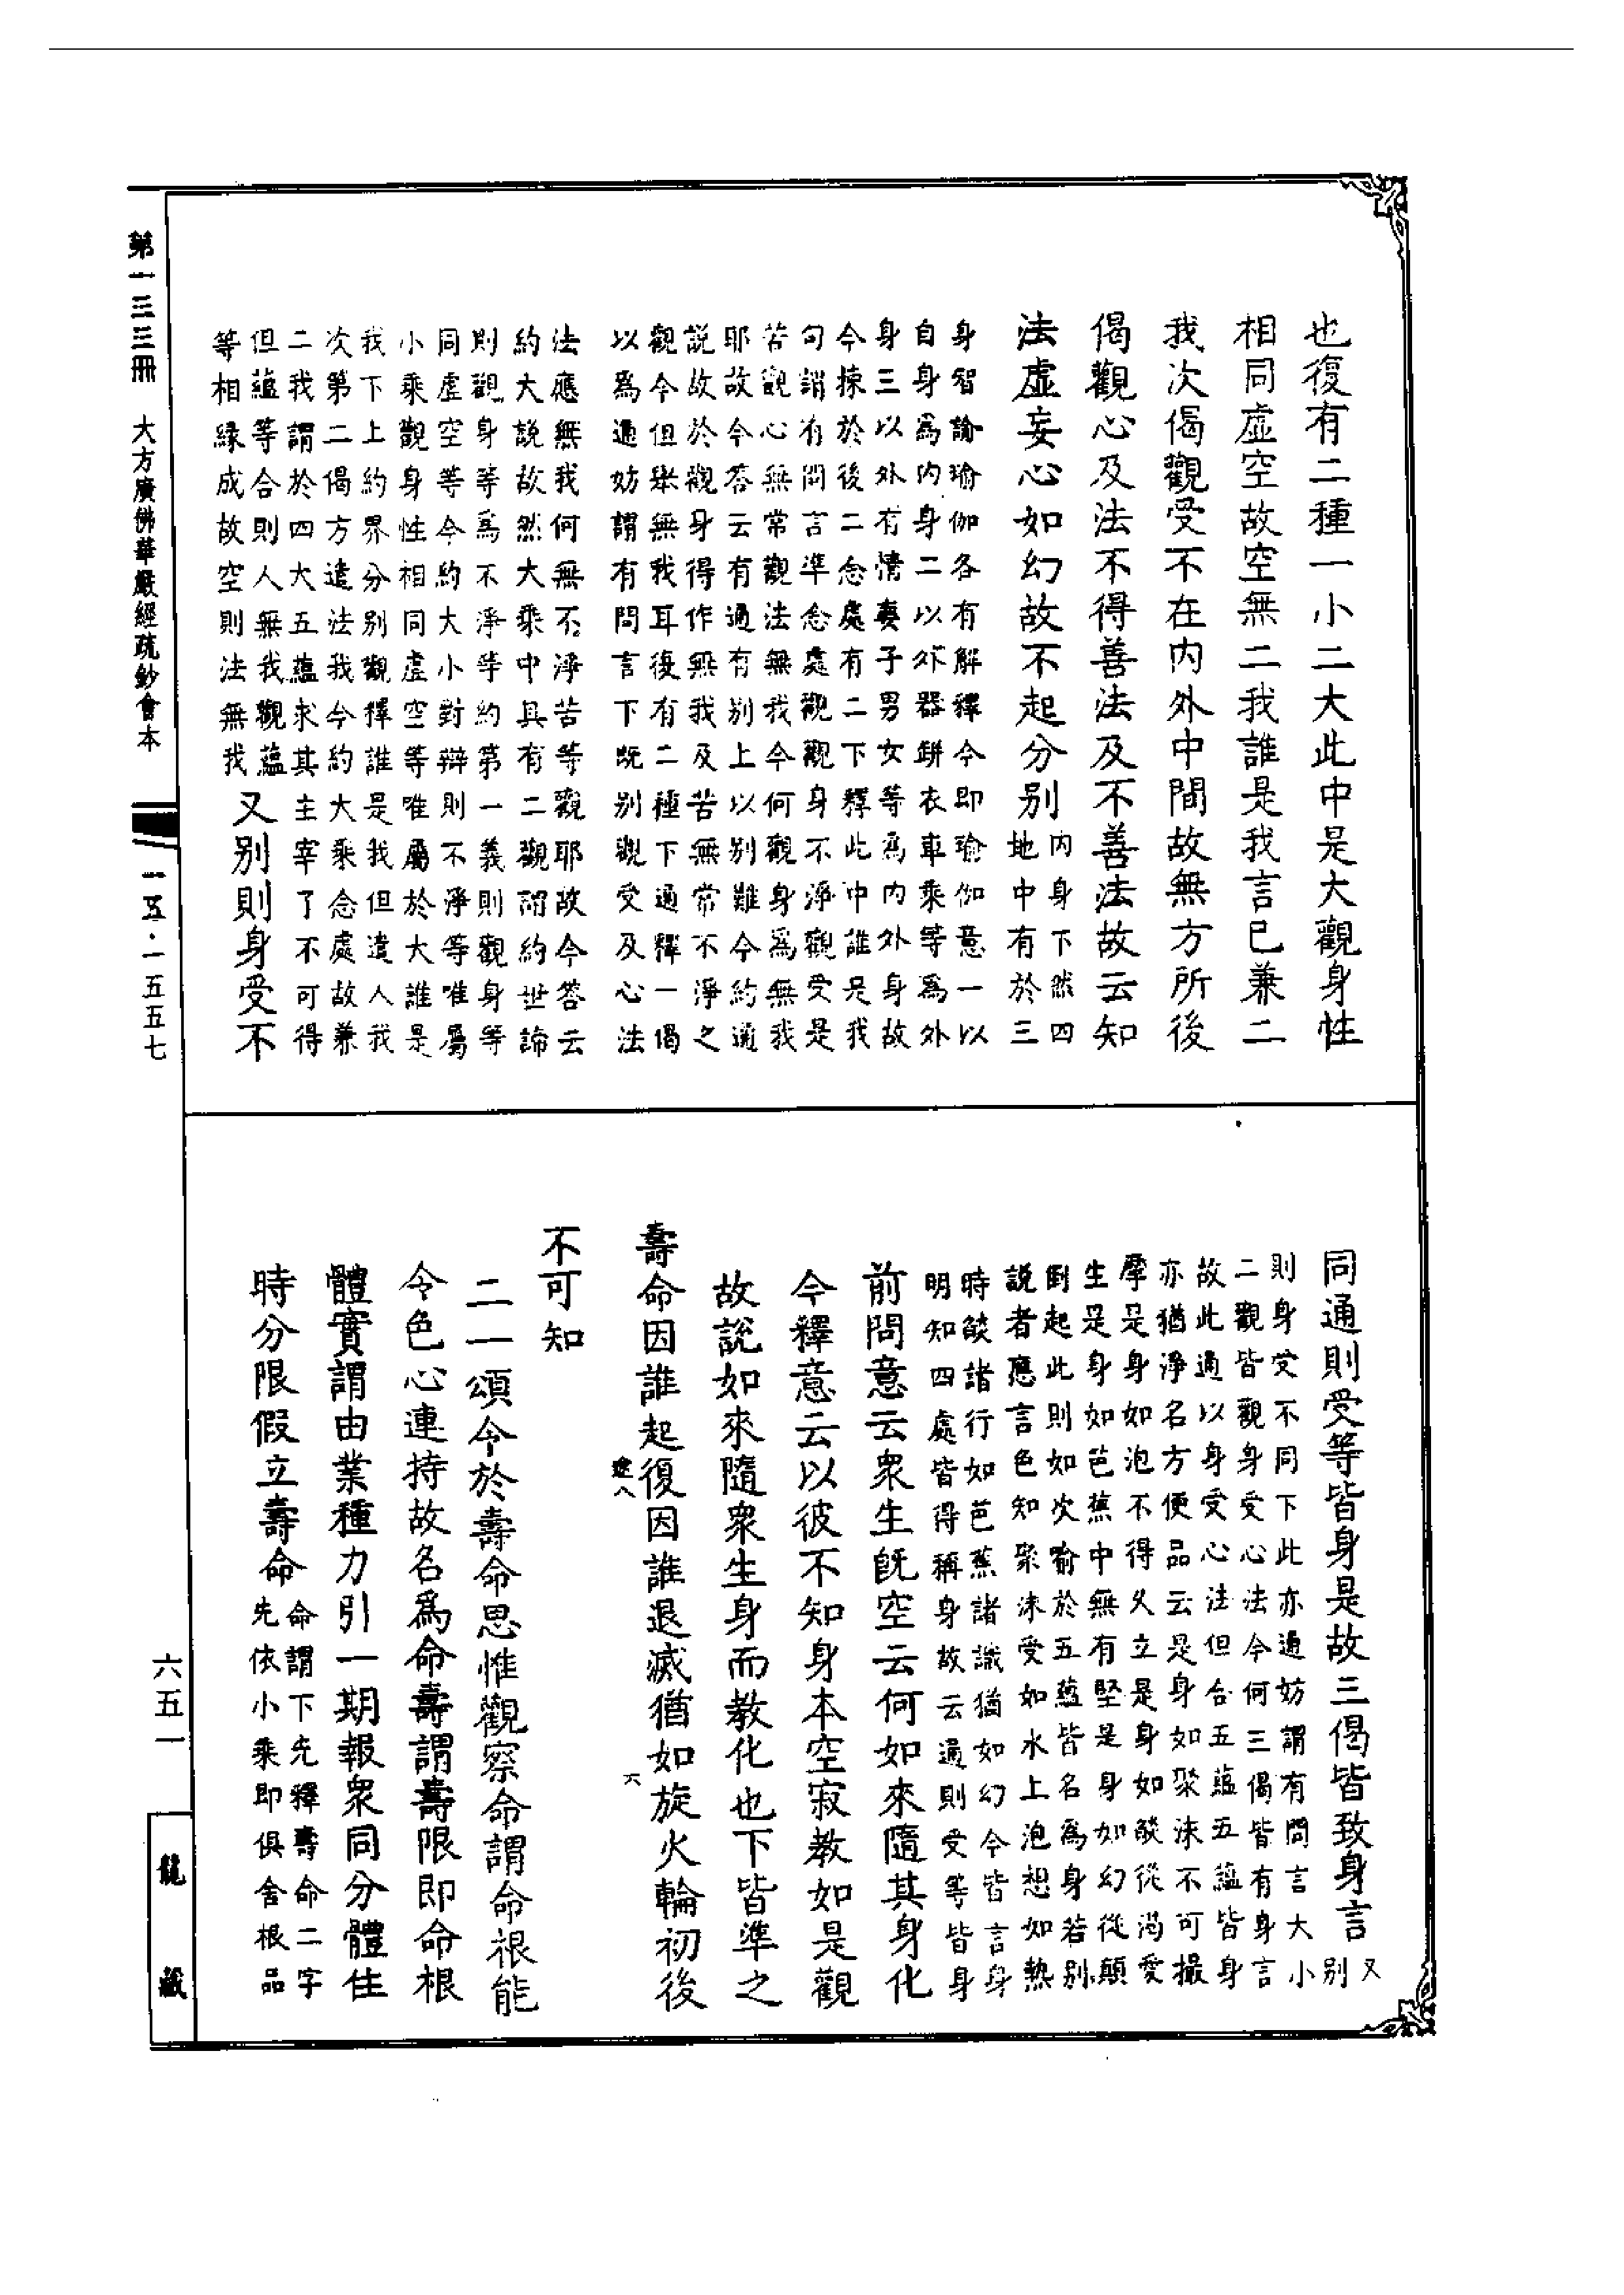 也復有二種一小二大此中是大觀身性
相同虛空故空無二我誰是我言已兼二
我次偈觀受不在內外中間故無方所後
偈觀心及法不得善法及不善法故云知
法虛妄心如幻故不起分別
內身下然四
地中有於三
身智論瑜伽各有解釋今即瑜伽意一以
自身為內身二以外器餅衣車乘等為外
身三以外有情妻子男女等為內外身故
今揀於後二念處有二下釋此中誰是我
句謂有問言準念處觀觀身不淨觀受是
苦觀心無常觀法無我今何觀身為無我
耶故今答云有通有別上以別難今約通
說故於觀身得作無我及苦無常不淨之
觀今但舉無我耳復有二種下通釋一偈
以為通妨謂有問言下既別觀受及心法
法應無我何無不淨苦等觀耶故今答云
約大說故然大乘中具有二觀謂約世諦
則觀身等為不淨等約第一義則觀身等
同虛空等今約大小對辯則不淨等唯屬
小乘觀身性相同虛空等唯屬於大誰是
我下上約界分別觀釋誰是我但遣人我
次第二偈方遣法我今約大乘念處故兼
二我謂於四大五蘊求其主宰了不可得
但蘊等合則人無我觀蘊
等相緣成故空則法無我
又別則身受不
同通則受等皆身是故三偈皆致身言
又
別
則身受不同下此亦通妨謂有問言大小
二觀皆觀身受心法今何三偈皆有身言
故此通以身受心法但合五蘊五蘊皆身
亦猶淨名方便品云是身如聚沫不可撮
摩是身如泡不得久立是身如燄從渴愛
生是身如芭蕉中無有堅是身如幻從顛
倒起此則如次喻於五蘊皆名為身若別
說者應言色如聚沫受如水上泡想如熱
時燄諸行如芭蕉諸識猶如幻今皆言身
明知四處皆得稱身故云通則受等皆身
前問意云眾生既空云何如來隨其身化
今釋意云以彼不知身本空寂教如是觀
故說如來隨眾生身而教化也下皆準之
壽命因誰起復因誰退滅猶如旋火輪初後
不可知
二一頌今於壽命思惟觀察命謂命根能
令色心連持故名為命壽謂壽限即命根
體實謂由業種力引一期報眾同分體住
時分限假立壽命
命謂下先釋壽命二字
先依小乘即俱舍根品
第一三三冊　大方廣佛華嚴經疏鈔會本　一五·一五五七
六五一
龍藏